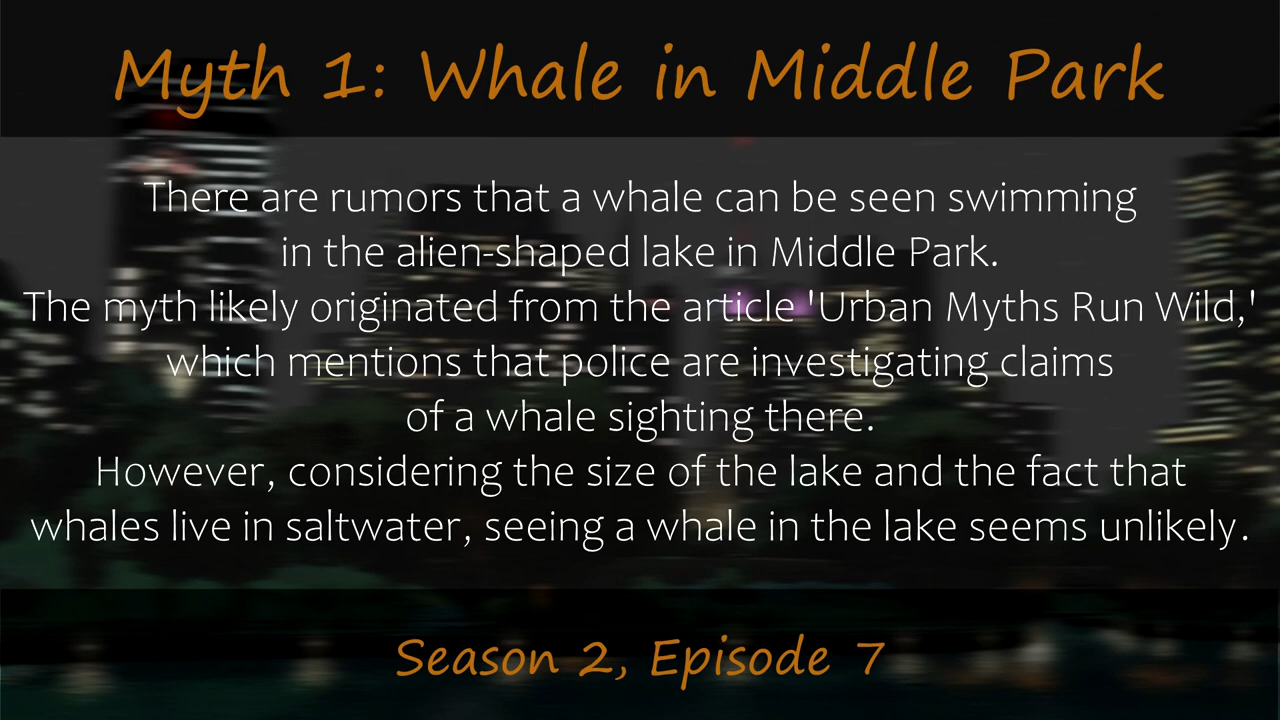 Myth 1: Whale in Middle Park
There are rumors that a whale can be seen swimming
in the alien-shaped lake in Middle Park.
The myth likely originated from the article 'Urban Myths Run Wild,'
which mentions that police are investigating claims
of a whale sighting there.
However, considering the size of the lake and the fact that
whales live in saltwater, seeing a whale in the lake seems unlikely.
Season 2, Episode 7